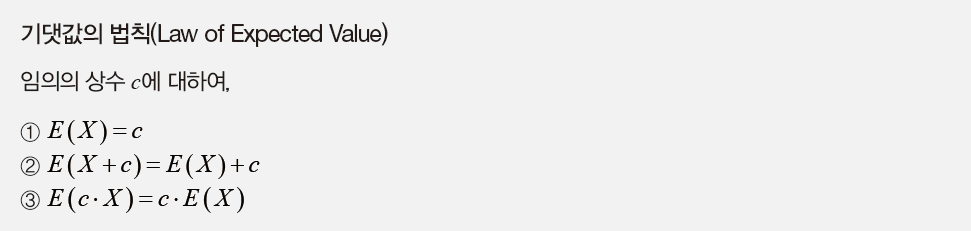 기댓값의 법칙(Law of Expected Value)
임의의 상수 c에 대하여,
① E(X)=c
② E(X+c)=E(X)+c
③ E(c·X)=c·E(X)